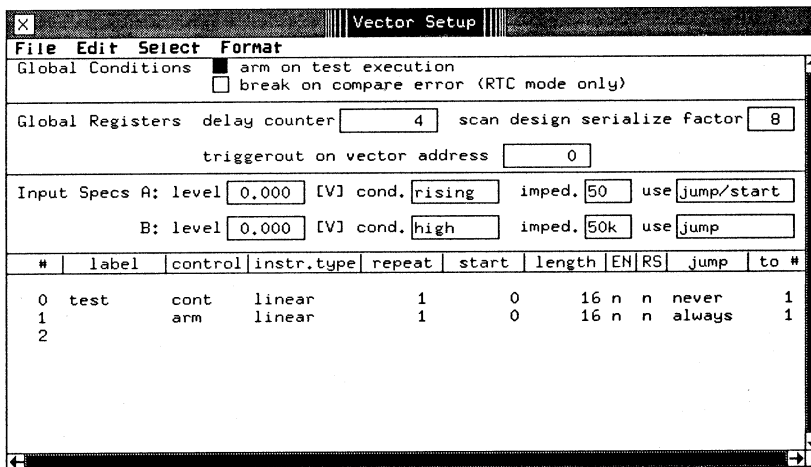 Vector Setup
File Edit Select Format
Global Conditions arm on test execution
break on compare error (RTC mode only)
Global Registers delay counter 4 scan design serialize factor 8
triggerout on vector address 0
Input Specs A: level 0.000 [V] cond. rising imped. 50 use jump/start
B: level 0.000 [V] cond. high imped. 50k use jump
# label control instr.type repeat start length EN RS jump to #
0 test cont linear 1 0 16 n n never 1
1 arm linear 1 0 16 n n always 1
2